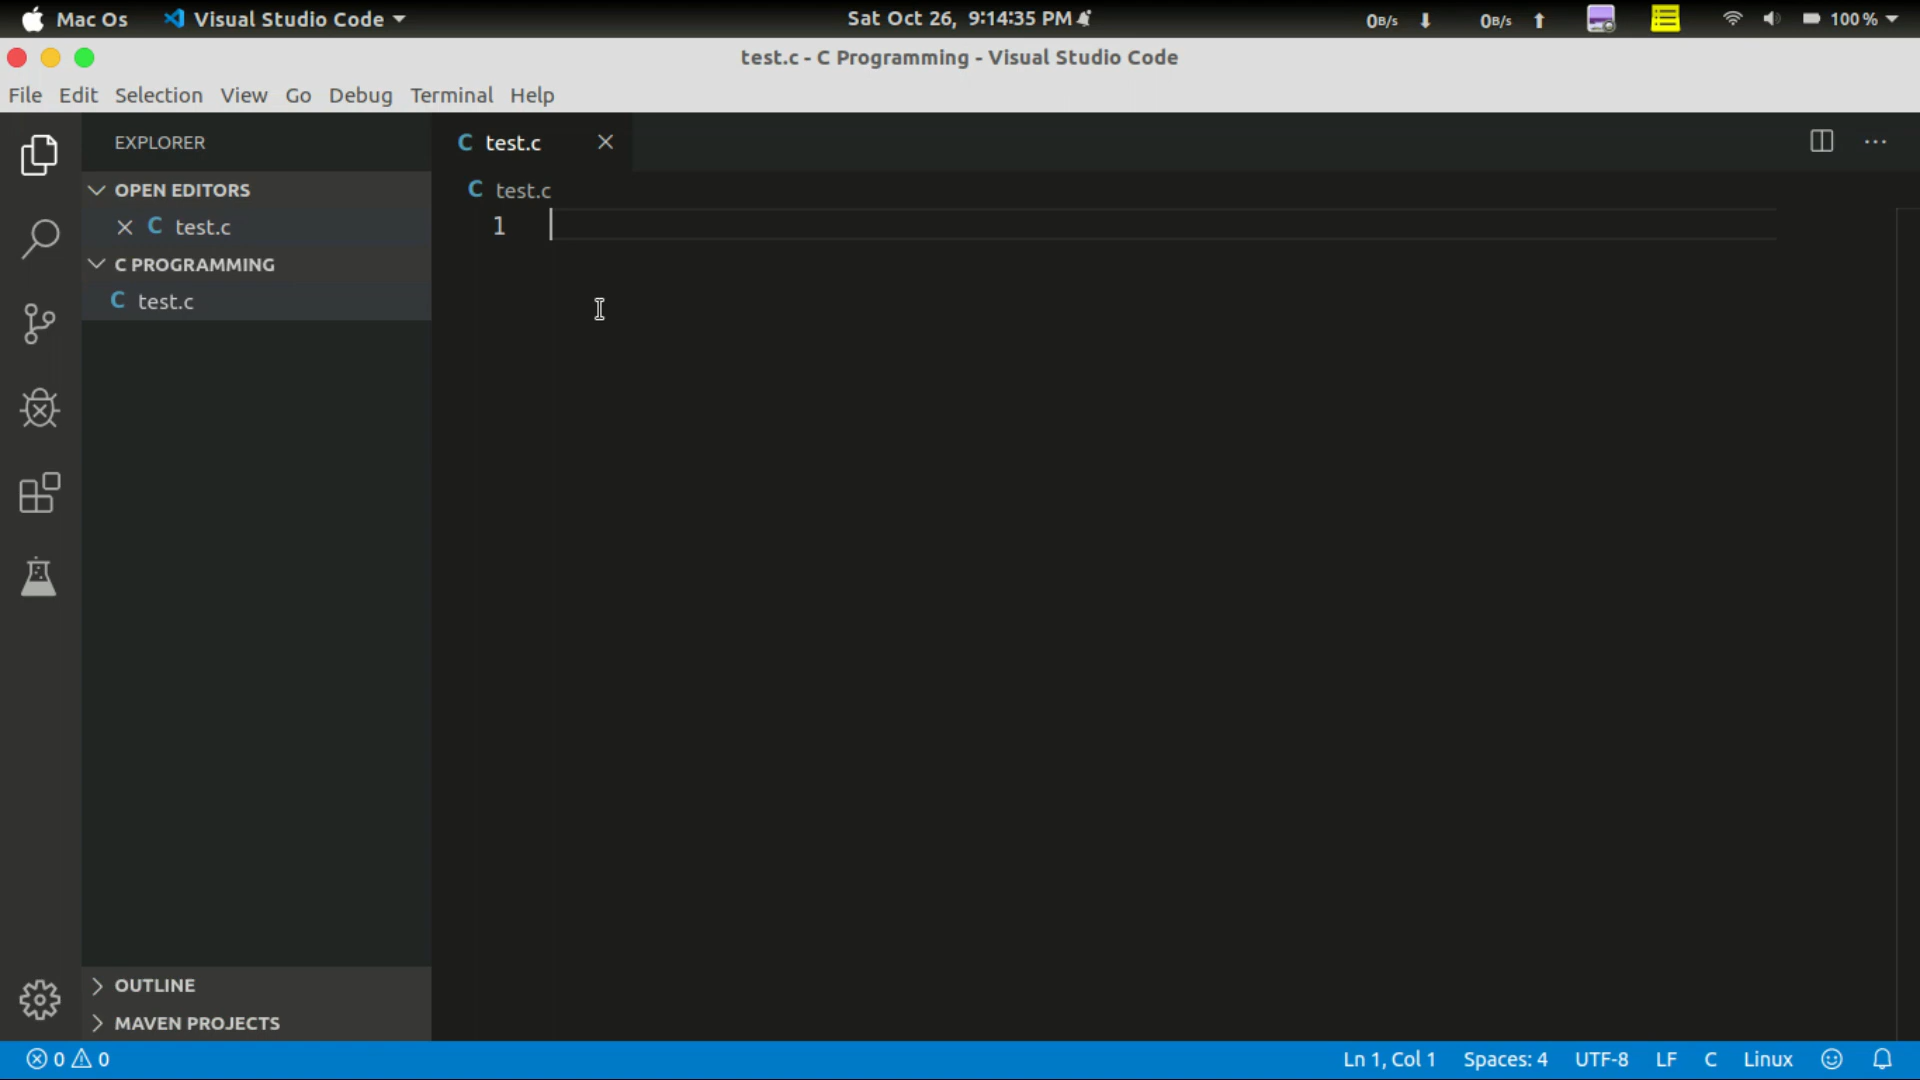 Mac Os Visual Studio Code Sat Oct 26, 9:14:35 PM 0B/s 0B/s 100 %
test.c - C Programming - Visual Studio Code
File Edit Selection View Go Debug Terminal Help
EXPLORER
OPEN EDITORS
C test.c
C PROGRAMMING
C test.c
OUTLINE
MAVEN PROJECTS
C test.c
C test.c
1
0 0 Ln 1, Col 1 Spaces: 4 UTF-8 LF C Linux